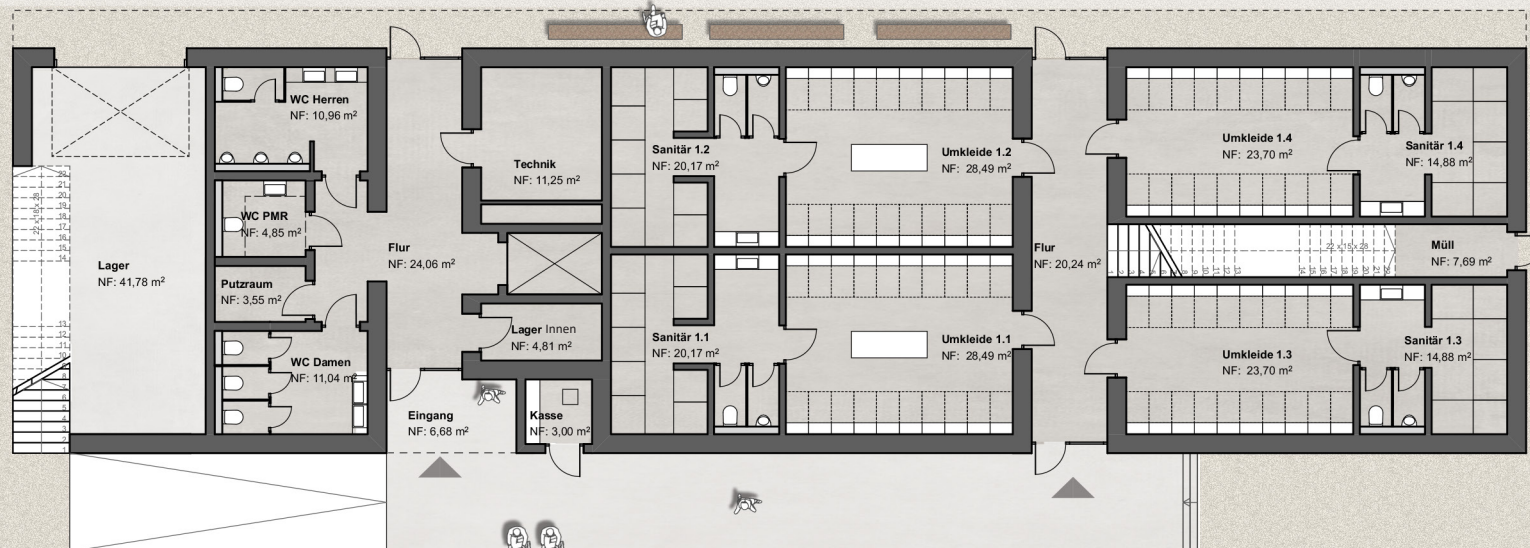 WC Herren
NF: 10,96 m²
WC PMR
NF: 4,85 m²
Putzraum
NF: 3,55 m²
WC Damen
NF: 11,04 m²
Lager
NF: 41,78 m²
22 x 18 x 28
Flur
NF: 24,06 m²
Technik
NF: 11,25 m²
Lager Innen
NF: 4,81 m²
Eingang
NF: 6,68 m²
Kasse
NF: 3,00 m²
Sanitär 1.2
NF: 20,17 m²
Umkleide 1.2
NF: 28,49 m²
Sanitär 1.1
NF: 20,17 m²
Umkleide 1.1
NF: 28,49 m²
Flur
NF: 20,24 m²
Umkleide 1.4
NF: 23,70 m²
Sanitär 1.4
NF: 14,88 m²
22 x 15 x 28
Müll
NF: 7,69 m²
Umkleide 1.3
NF: 23,70 m²
Sanitär 1.3
NF: 14,88 m²